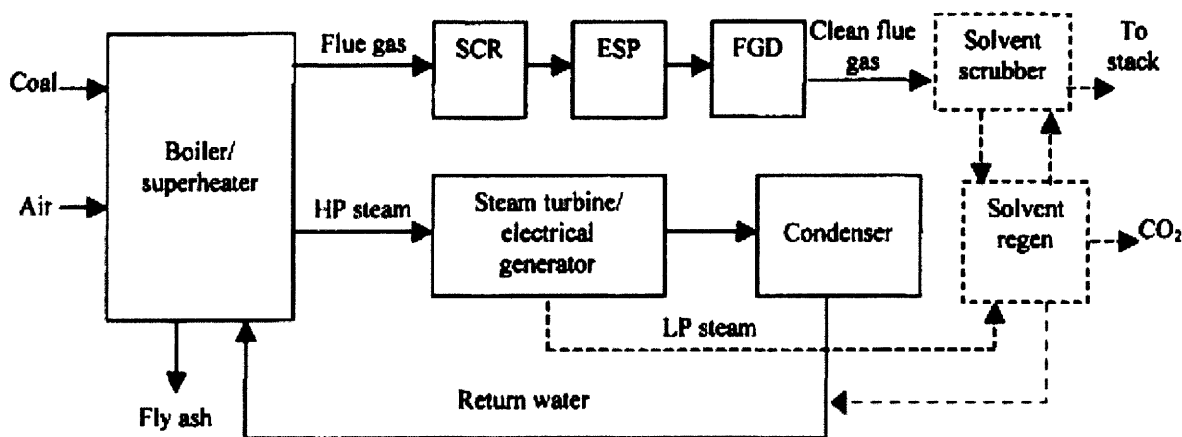 Coal
Air
Boiler/
superheater
Fly ash
Flue gas
SCR
ESP
FGD
Clean flue
gas
Solvent
scrubber
To
stack
HP steam
Steam turbine/
electrical
generator
Condenser
Solvent
regen
CO₂
LP steam
Return water